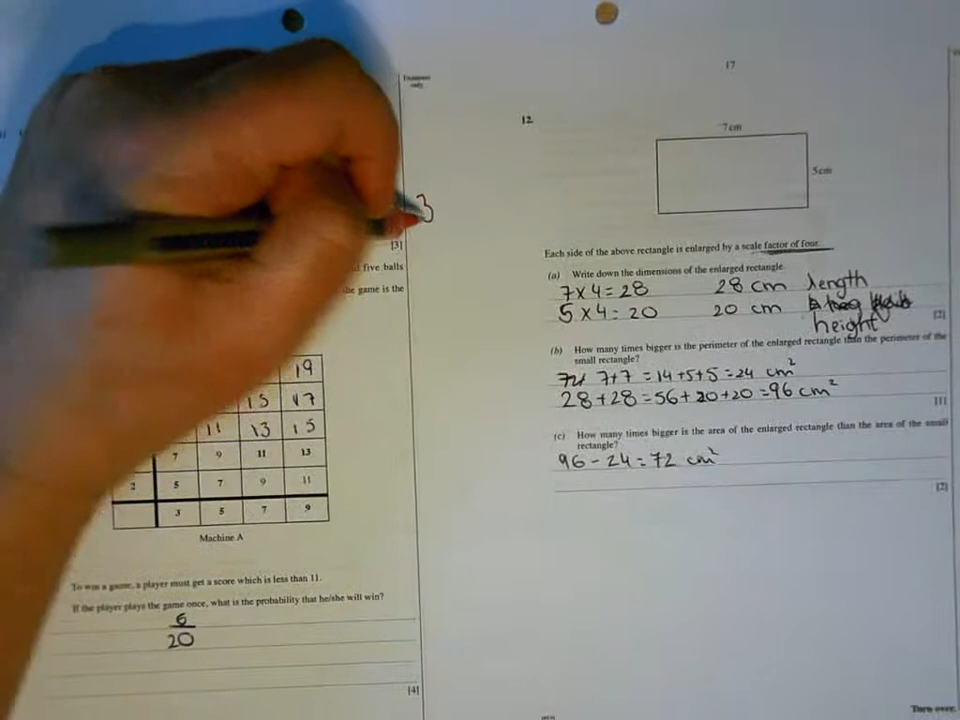 3
[3]
d five balls
he game is the
19
15 17
11 13 15
7 9 11 13
2 5 7 9 11
3 5 7 9
Machine A
To win a game, a player must get a score which is less than 11.
If the player plays the game once, what is the probability that he/she will win?
6
20
[4]
17
12
7cm
5cm
Each side of the above rectangle is enlarged by a scale factor of four.
(a) Write down the dimensions of the enlarged rectangle.
7 x 4 = 28 28 cm length
5 x 4 = 20 20 cm
height
[2]
(b) How many times bigger is the perimeter of the enlarged rectangle than the perimeter of the
small rectangle?
7+7 = 14+5+5 = 24 cm²
28+28 = 56 + 20 + 20 = 96 cm²
[1]
(c) How many times bigger is the area of the enlarged rectangle than the area of the small
rectangle?
96 - 24 = 72 cm²
[2]
Turn over.